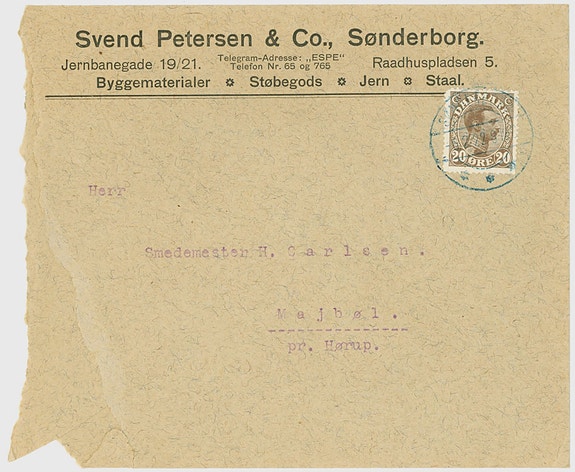 Svend Petersen & Co., Sønderborg.
Jernbanegade 19/21.
Telegram-Adresse: „ESPE"
Telefon Nr. 65 og 765
Raadhuspladsen 5.
Byggematerialer ¤ Støbegods ¤ Jern ¤ Staal.
DANMARK
20 ØRE 20
Herr
Smedemester H. Carlsen.
Majbøl.
pr. Hørup.